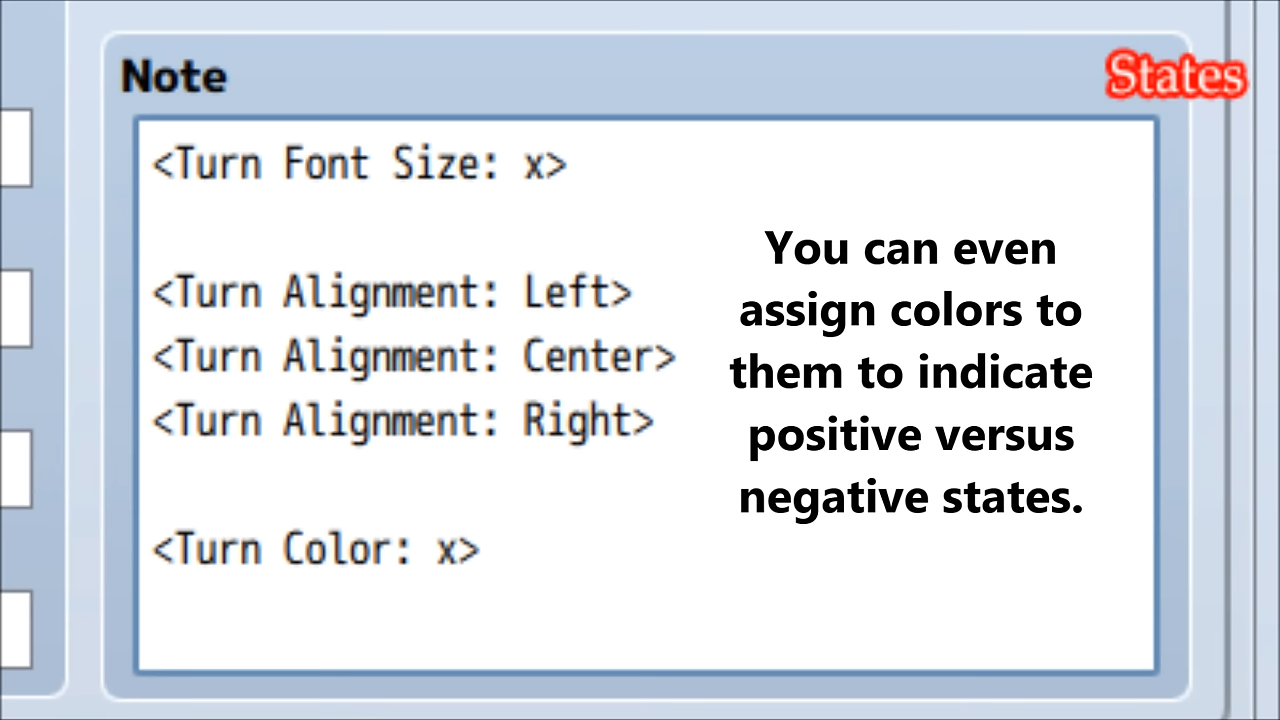 Note
States
<Turn Font Size: x>
<Turn Alignment: Left>
<Turn Alignment: Center>
<Turn Alignment: Right>
<Turn Color: x>
You can even
assign colors to
them to indicate
positive versus
negative states.